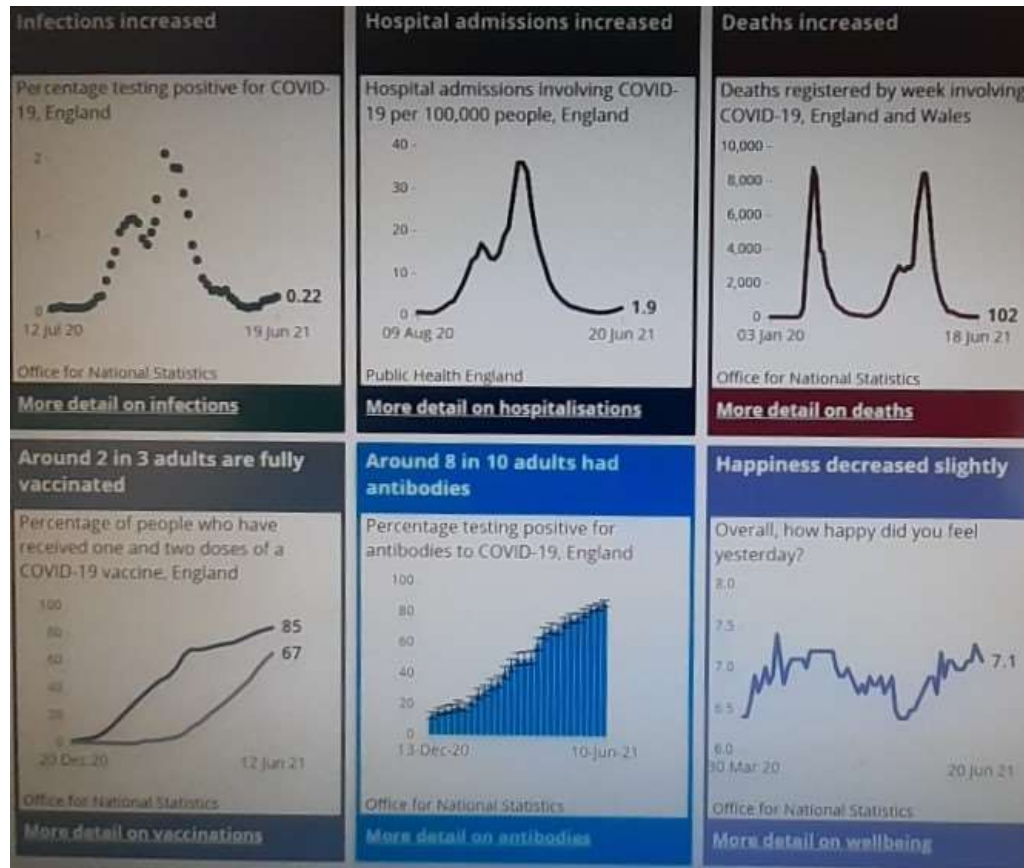 Infections increased
Percentage testing positive for COVID-
19, England
2
1
0
0.22
12 Jul 20
19 Jun 21
Office for National Statistics
More detail on infections
Hospital admissions increased
Hospital admissions involving COVID-
19 per 100,000 people, England
40
30
20
10
0
1.9
09 Aug 20
20 Jun 21
Public Health England
More detail on hospitalisations
Deaths increased
Deaths registered by week involving
COVID-19, England and Wales
10,000
8,000
6,000
4,000
2,000
0
102
03 Jan 20
18 Jun 21
Office for National Statistics
More detail on deaths
Around 2 in 3 adults are fully
vaccinated
Percentage of people who have
received one and two doses of a
COVID-19 vaccine, England
100
80
60
40
20
0
85
67
20 Dec 20
12 Jun 21
Office for National Statistics
More detail on vaccinations
Around 8 in 10 adults had
antibodies
Percentage testing positive for
antibodies to COVID-19, England
100
80
60
40
20
0
13-Dec-20
10-Jun-21
Office for National Statistics
More detail on antibodies
Happiness decreased slightly
Overall, how happy did you feel
yesterday?
8.0
7.5
7.0
6.5
6.0
7.1
30 Mar 20
20 Jun 21
Office for National Statistics
More detail on wellbeing